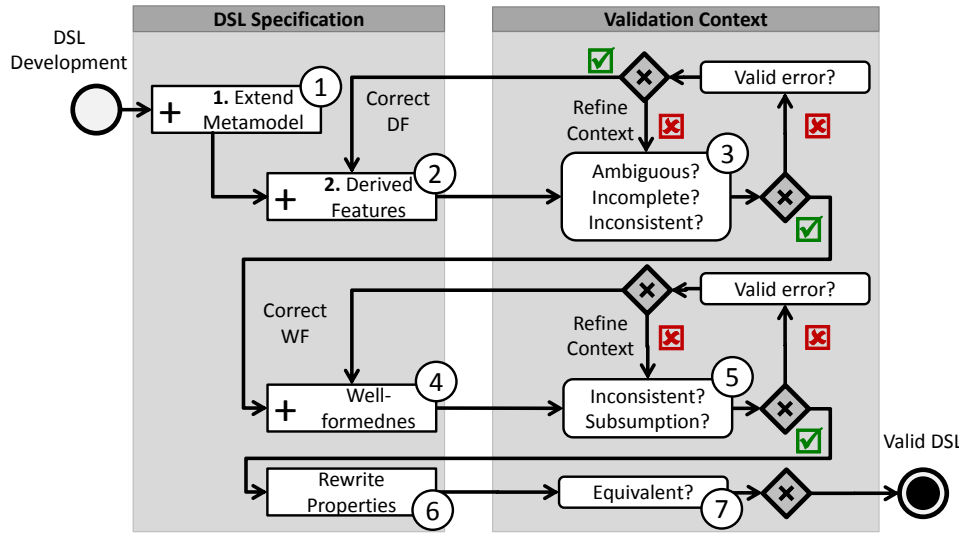 DSL Specification
Validation Context
DSL
Development
1. Extend
Metamodel
1
Correct
DF
2. Derived
Features
2
Valid error?
Refine
Context
Ambiguous?
Incomplete?
Inconsistent?
3
Correct
WF
Well-
formednes
4
Valid error?
Refine
Context
Inconsistent?
Subsumption?
5
Rewrite
Properties
6
Equivalent?
7
Valid DSL